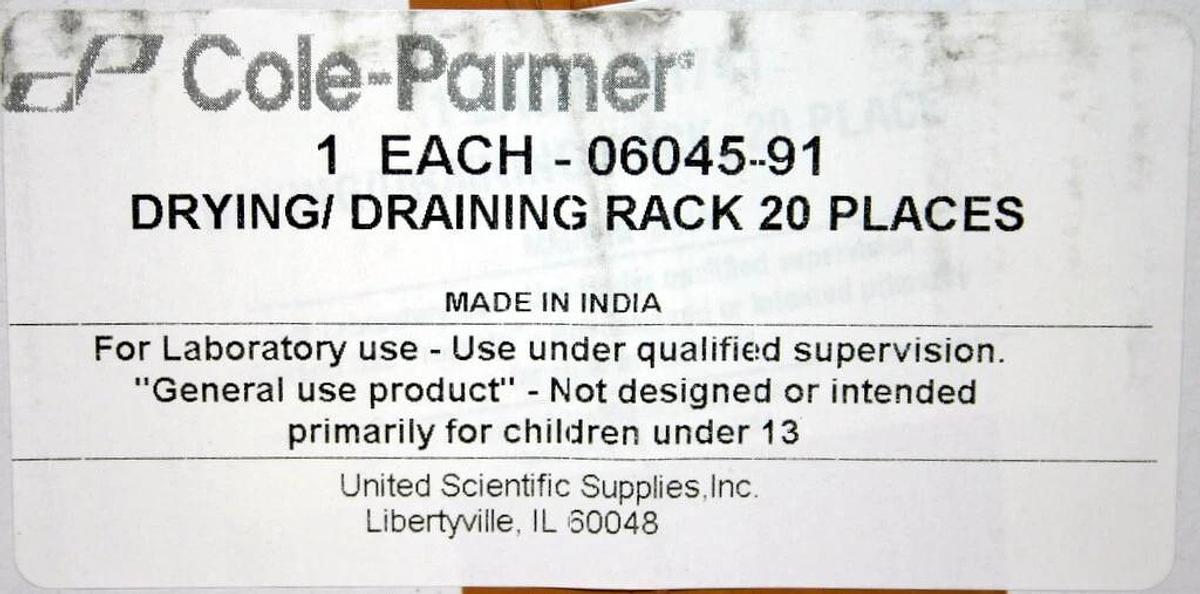 Cole-Parmer®
1 EACH - 06045-91
DRYING/ DRAINING RACK 20 PLACES
MADE IN INDIA
For Laboratory use - Use under qualified supervision.
"General use product" - Not designed or intended
primarily for children under 13
United Scientific Supplies,Inc.
Libertyville, IL 60048